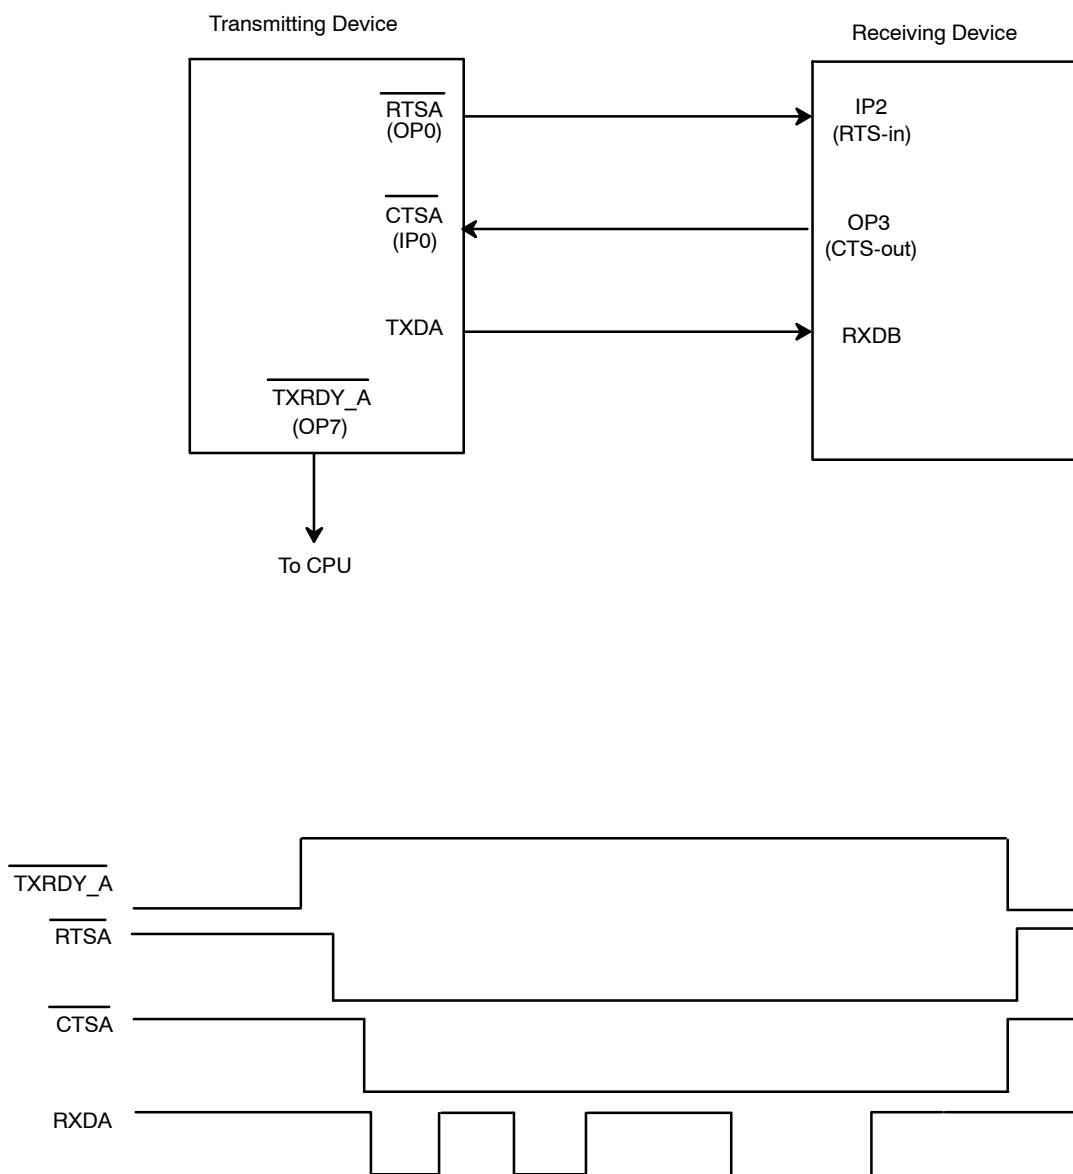 Transmitting Device
Receiving Device
RTSA
(OP0)
IP2
(RTS-in)
CTSA
(IP0)
OP3
(CTS-out)
TXDA
RXDB
TXRDY_A
(OP7)
To CPU
TXRDY_A
RTSA
CTSA
RXDA